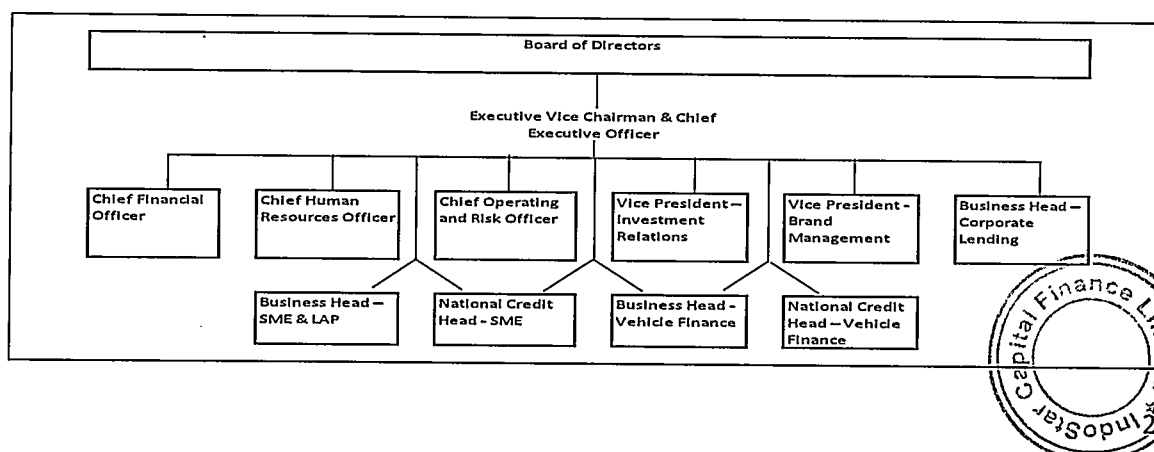 Board of Directors
Executive Vice Chairman & Chief
Executive Officer
Chief Financial
Officer
Chief Human
Resources Officer
Chief Operating
and Risk Officer
Vice President –
Investment
Relations
Vice President -
Brand
Management
Business Head –
Corporate
Lending
Business Head –
SME & LAP
National Credit
Head - SME
Business Head -
Vehicle Finance
National Credit
Head – Vehicle
Finance
IndoStar Capital Finance
2